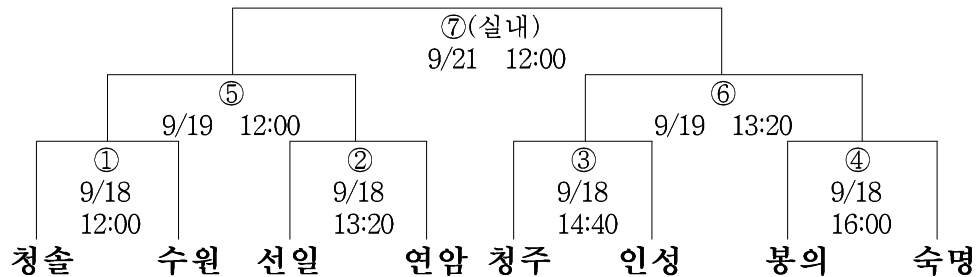 ⑦(실내)
9/21 12:00
⑤ ⑥
9/19 12:00 9/19 13:20
① ② ③ ④
9/18 9/18 9/18 9/18
12:00 13:20 14:40 16:00
청솔 수원 선일 연암 청주 인성 봉의 숙명